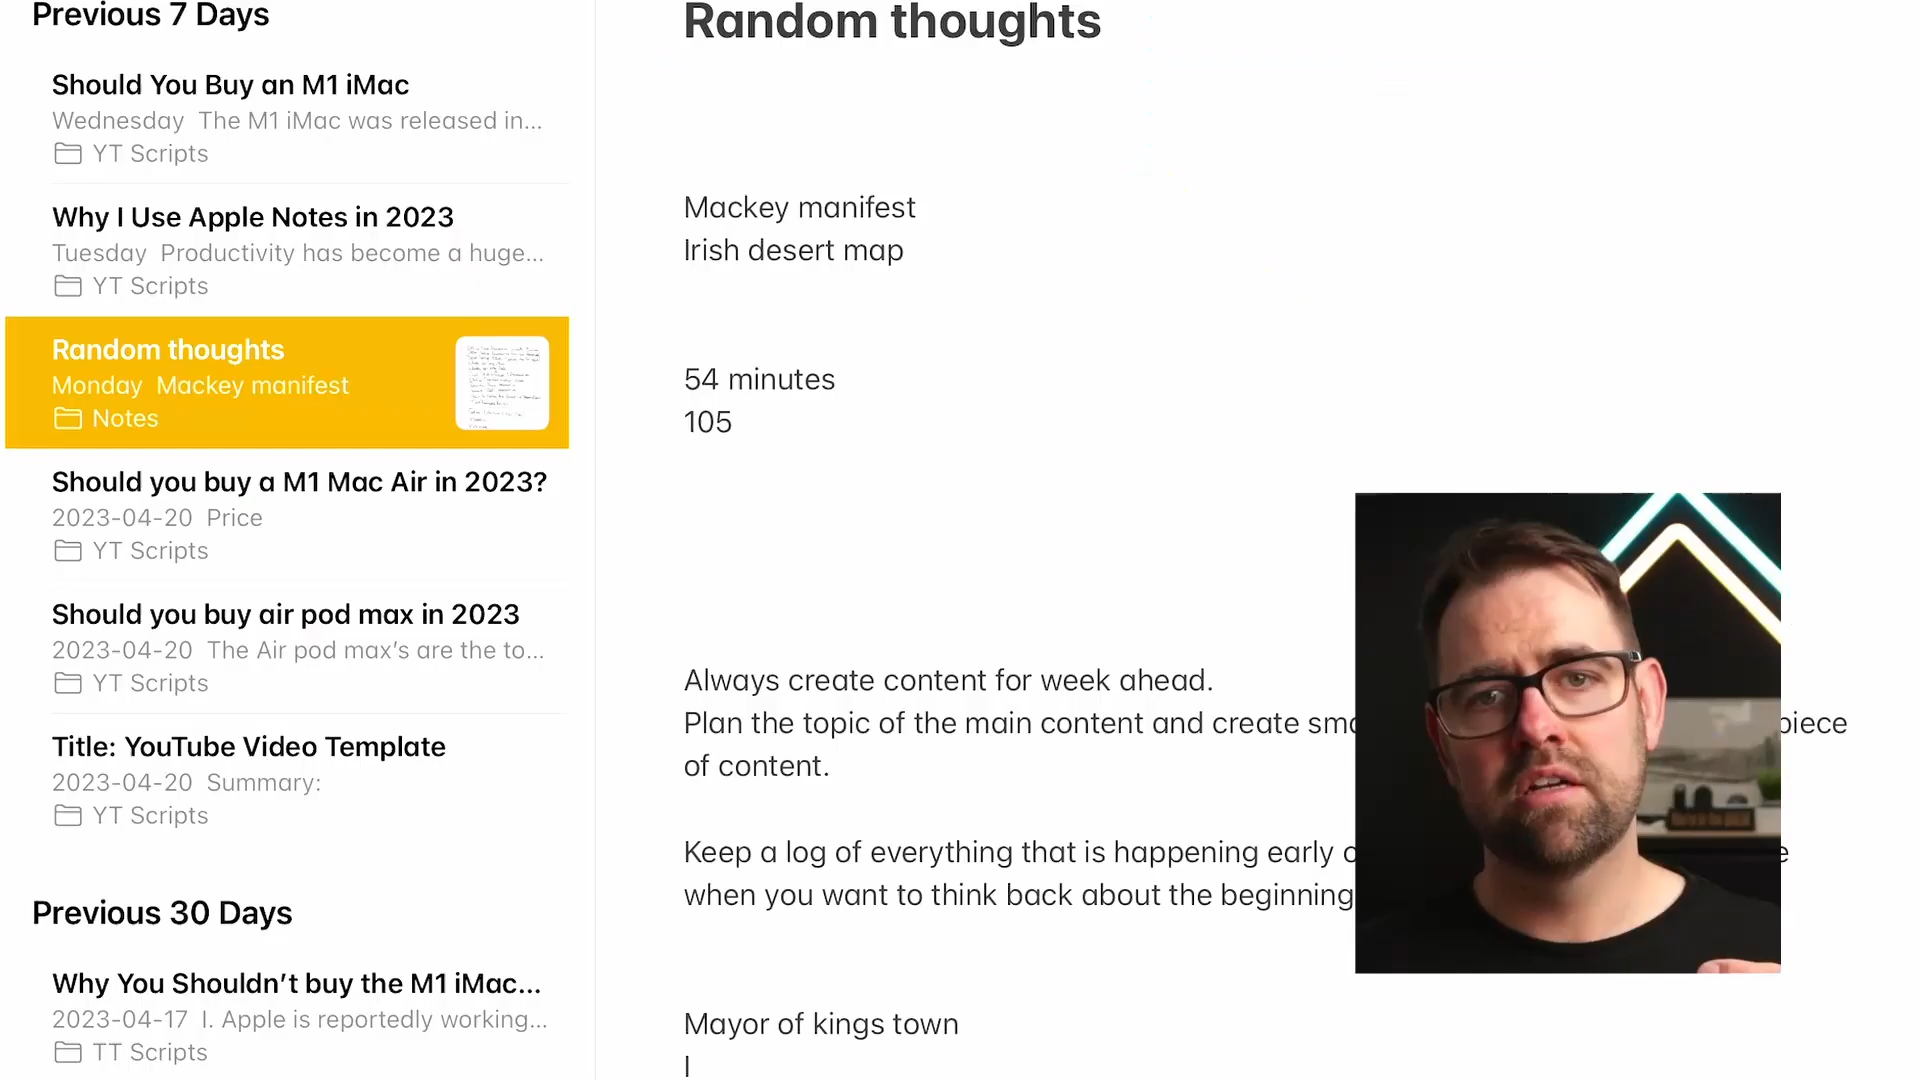 Previous 7 Days
Should You Buy an M1 iMac
Wednesday The M1 iMac was released in...
YT Scripts
Why I Use Apple Notes in 2023
Tuesday Productivity has become a huge...
YT Scripts
Random thoughts
Monday Mackey manifest
Notes
Should you buy a M1 Mac Air in 2023?
2023-04-20 Price
YT Scripts
Should you buy air pod max in 2023
2023-04-20 The Air pod max’s are the to...
YT Scripts
Title: YouTube Video Template
2023-04-20 Summary:
YT Scripts
Previous 30 Days
Why You Shouldn’t buy the M1 iMac...
2023-04-17 I. Apple is reportedly working...
TT Scripts
Random thoughts
Mackey manifest
Irish desert map
54 minutes
105
Always create content for week ahead.
Plan the topic of the main content and create piece
of content.
Keep a log of everything that is happening early
when you want to think back about the beginning
Mayor of kings town